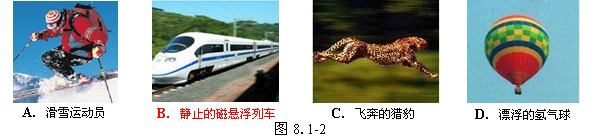 A. 滑雪运动员
B. 静止的磁悬浮列车
C. 飞奔的猎豹
D. 漂浮的氢气球
图 8.1-2